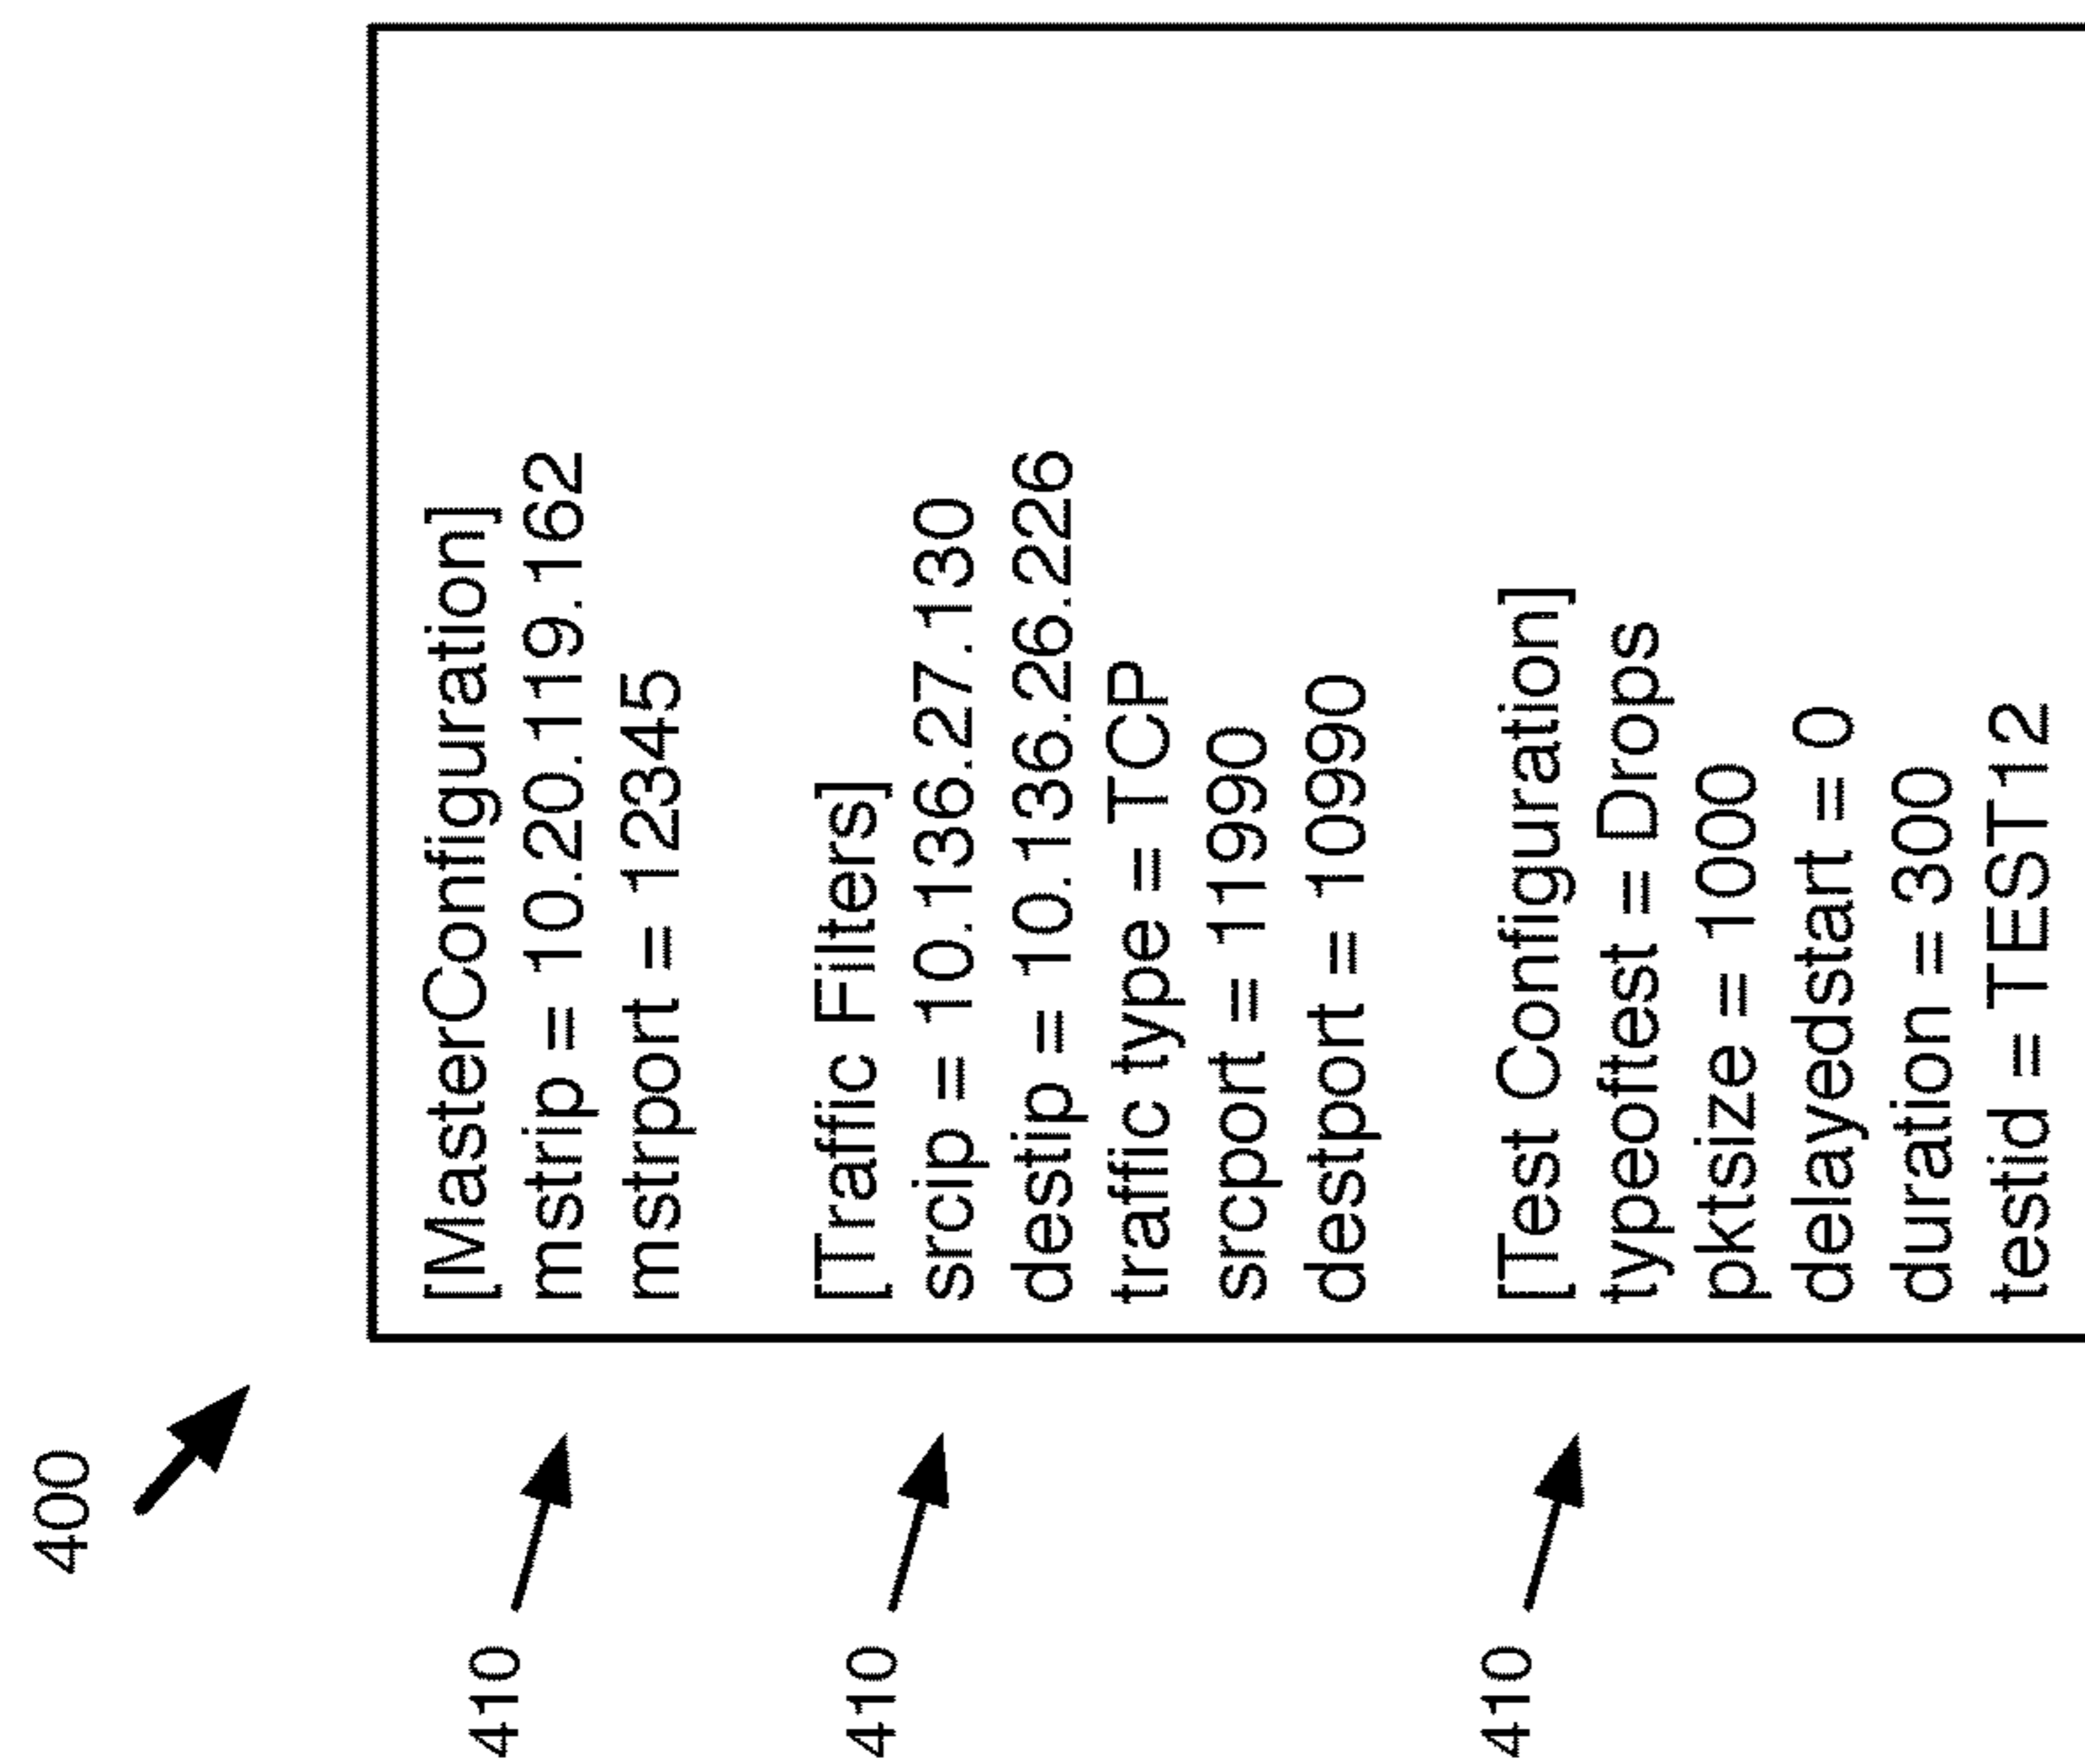 400
410
[MasterConfiguration]
mstrip = 10.20.119.162
mstrport = 12345
410
[Traffic Filters]
srcip = 10.136.27.130
destip = 10.136.26.226
traffic type = TCP
srcport = 11990
destport = 10990
410
[Test Configuration]
typeoftest = Drops
pktsize = 1000
delayedstart = 0
duration = 300
testid = TEST12